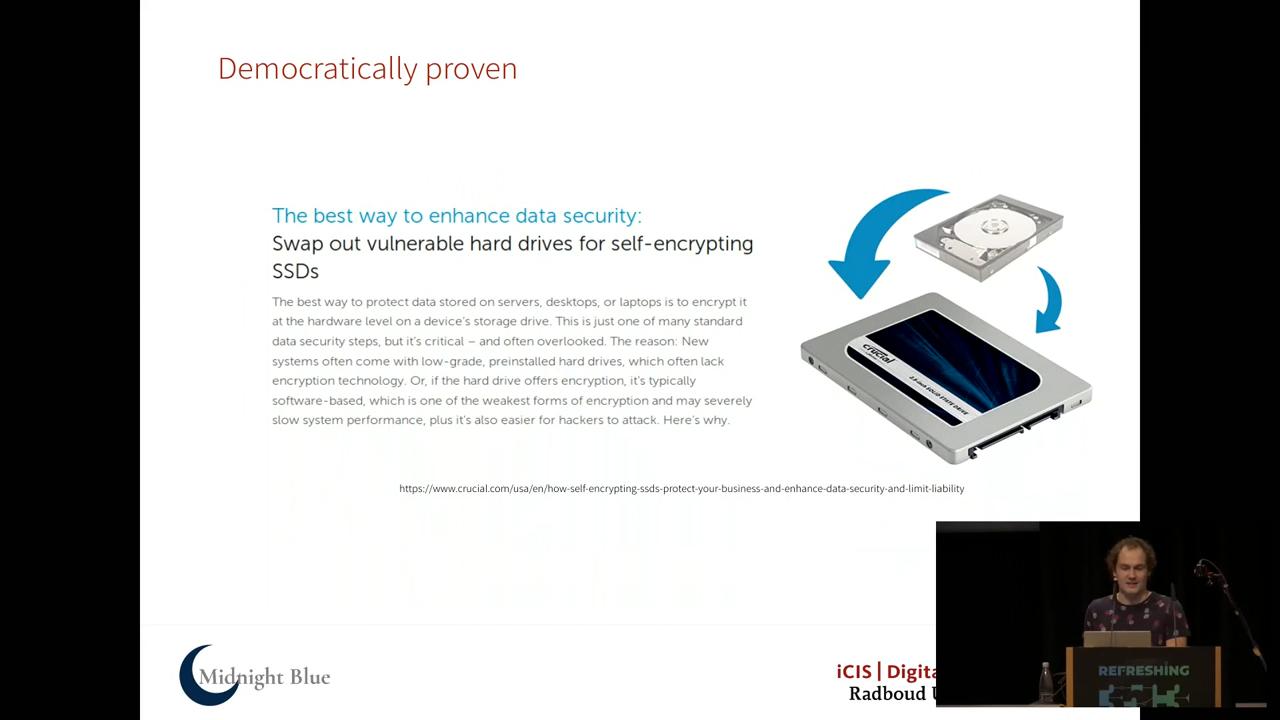 Democratically proven
The best way to enhance data security:
Swap out vulnerable hard drives for self-encrypting
SSDs
The best way to protect data stored on servers, desktops, or laptops is to encrypt it
at the hardware level on a device's storage drive. This is just one of many standard
data security steps, but it's critical – and often overlooked. The reason: New
systems often come with low-grade, preinstalled hard drives, which often lack
encryption technology. Or, if the hard drive offers encryption, it's typically
software-based, which is one of the weakest forms of encryption and may severely
slow system performance, plus it's also easier for hackers to attack. Here's why.
crucial
2.5-inch SOLID STATE DRIVE
https://www.crucial.com/usa/en/how-self-encrypting-ssds-protect-your-business-and-enhance-data-security-and-limit-liability
Midnight Blue
iCIS | Digita
Radboud U
REFRESHING